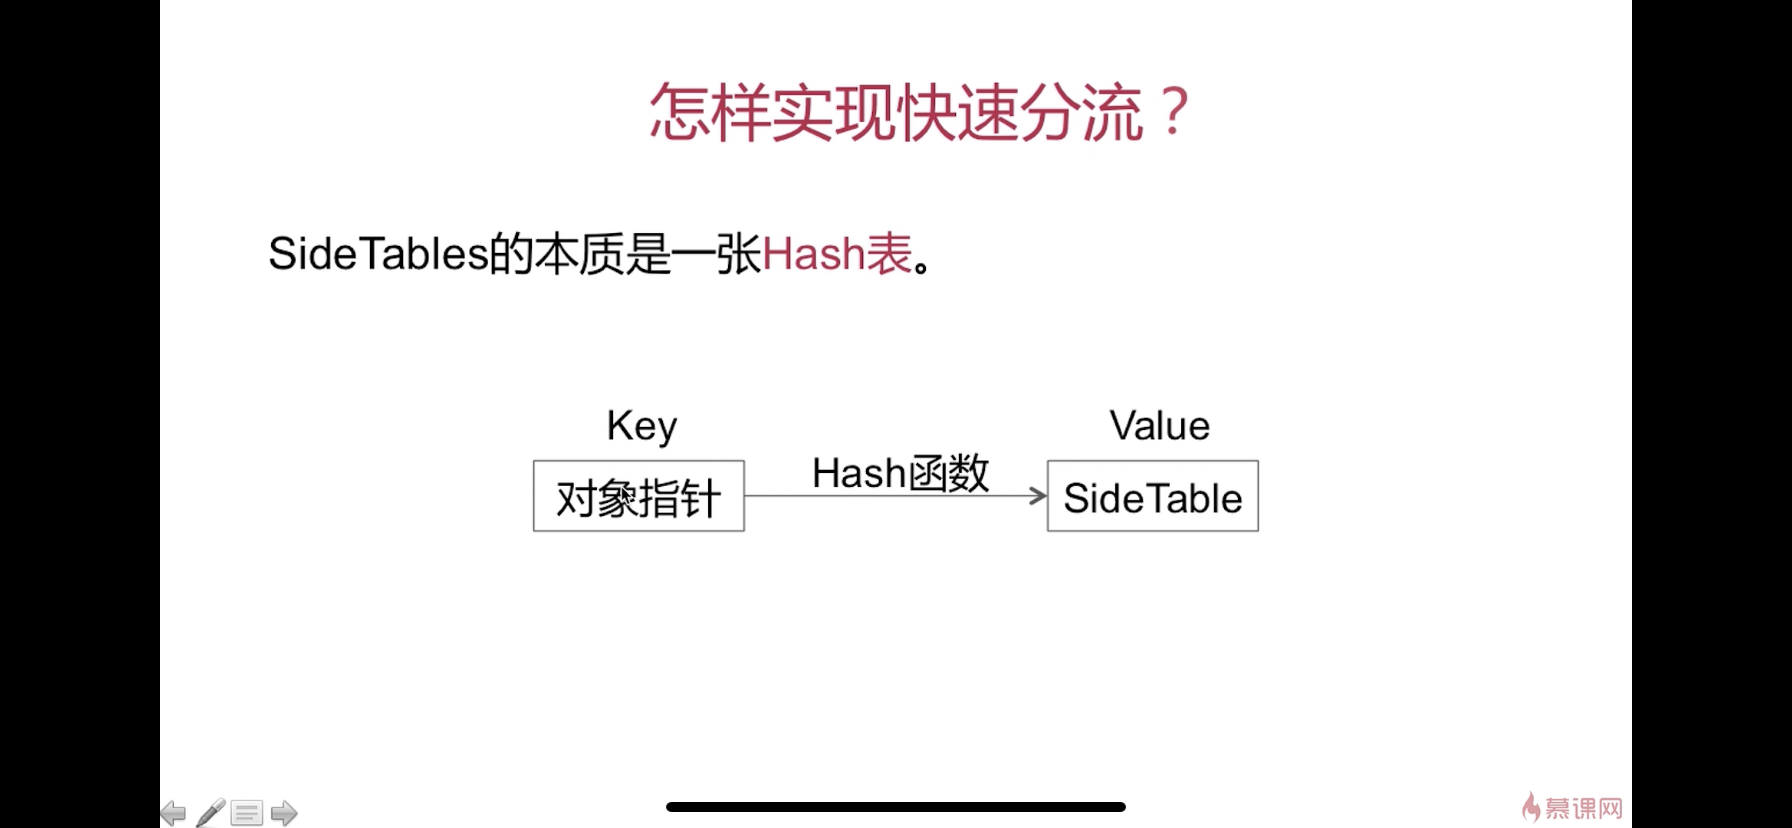 怎样实现快速分流？
SideTables的本质是一张Hash表。
Key
Value
Hash函数
对象指针
SideTable
慕课网